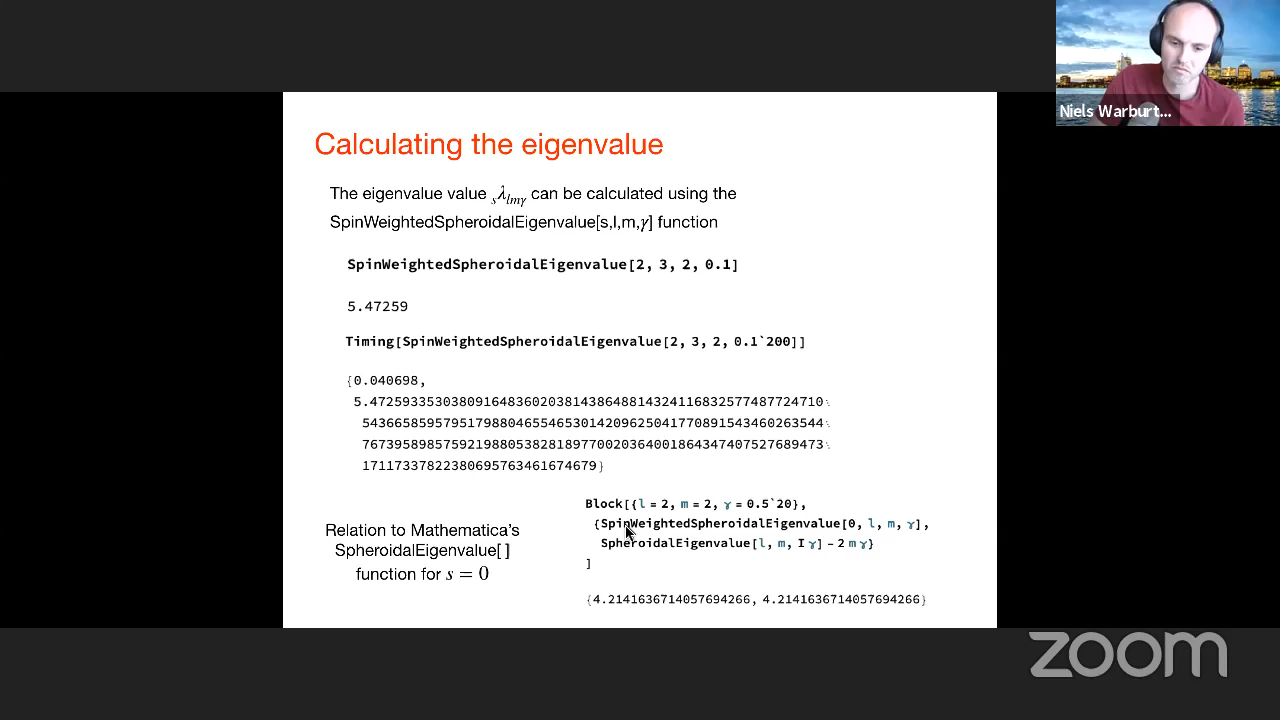 Niels Warburt...
Calculating the eigenvalue
The eigenvalue value ₛλₗₘᵧ can be calculated using the
SpinWeightedSpheroidalEigenvalue[s,l,m,γ] function
SpinWeightedSpheroidalEigenvalue[2, 3, 2, 0.1]
5.47259
Timing[SpinWeightedSpheroidalEigenvalue[2, 3, 2, 0.1`200]]
{0.040698,
5.472593353038091648360203814386488143241168325774877247​10\
543665859579517988046554653014209625041770891543460263544\
767395898575921988053828189770020364001864347407527689473\
17117337822380695763461674679}
Block[{l = 2, m = 2, γ = 0.5`20},
{SpinWeightedSpheroidalEigenvalue[0, l, m, γ],
SpheroidalEigenvalue[l, m, I γ] - 2 m γ}
]
{4.2141636714057694266, 4.2141636714057694266}
Relation to Mathematica's
SpheroidalEigenvalue[ ]
function for s = 0
zoom